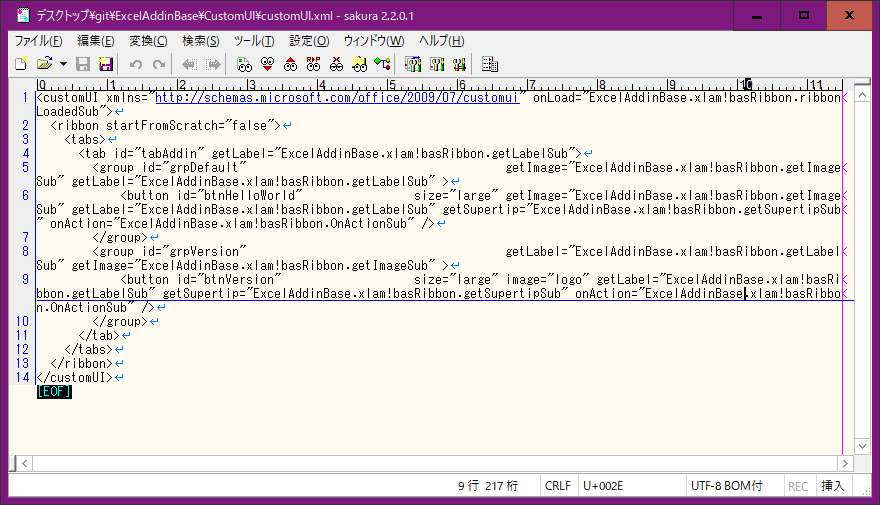 デスクトップ¥git¥ExcelAddinBase¥CustomUI¥customUI.xml - sakura 2.2.0.1
ファイル(F) 編集(E) 変換(C) 検索(S) ツール(T) 設定(O) ウィンドウ(W) ヘルプ(H)
0 1 2 3 4 5 6 7 8 9 10 11
1 <customUI xmlns="http://schemas.microsoft.com/office/2009/07/customui" onLoad="ExcelAddinBase.xlam!basRibbon.ribbon<
LoadedSub">↵
2 <ribbon startFromScratch="false">↵
3 <tabs>↵
4 <tab id="tabAddin" getLabel="ExcelAddinBase.xlam!basRibbon.getLabelSub">↵
5 <group id="grpDefault" getImage="ExcelAddinBase.xlam!basRibbon.getImage<
Sub" getLabel="ExcelAddinBase.xlam!basRibbon.getLabelSub" >↵
6 <button id="btnHelloWorld" size="large" getImage="ExcelAddinBase.xlam!basRibbon.getImage<
Sub" getLabel="ExcelAddinBase.xlam!basRibbon.getLabelSub" getSupertip="ExcelAddinBase.xlam!basRibbon.getSupertipSub<
" onAction="ExcelAddinBase.xlam!basRibbon.OnActionSub" />↵
7 </group>↵
8 <group id="grpVersion" getLabel="ExcelAddinBase.xlam!basRibbon.getLabel<
Sub" getImage="ExcelAddinBase.xlam!basRibbon.getImageSub" >↵
9 <button id="btnVersion" size="large" image="logo" getLabel="ExcelAddinBase.xlam!basRi<
bbon.getLabelSub" getSupertip="ExcelAddinBase.xlam!basRibbon.getSupertipSub" onAction="ExcelAddinBase.xlam!basRibbo<
n.OnActionSub" />↵
10 </group>↵
11 </tab>↵
12 </tabs>↵
13 </ribbon>↵
14 </customUI>↵
[EOF]
9 行 217 桁 CRLF U+002E UTF-8 BOM付 REC 挿入